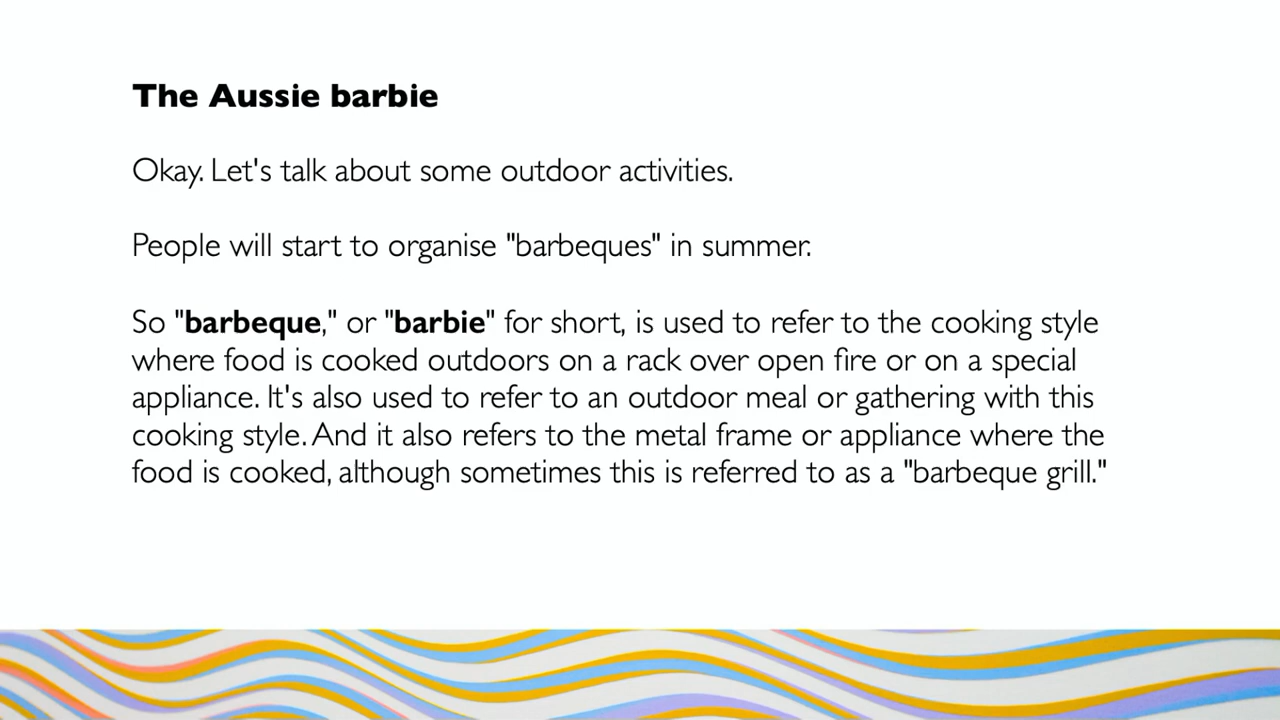 The Aussie barbie
Okay. Let's talk about some outdoor activities.
People will start to organise "barbeques" in summer.
So "barbeque," or "barbie" for short, is used to refer to the cooking style
where food is cooked outdoors on a rack over open fire or on a special
appliance. It's also used to refer to an outdoor meal or gathering with this
cooking style. And it also refers to the metal frame or appliance where the
food is cooked, although sometimes this is referred to as a "barbeque grill."